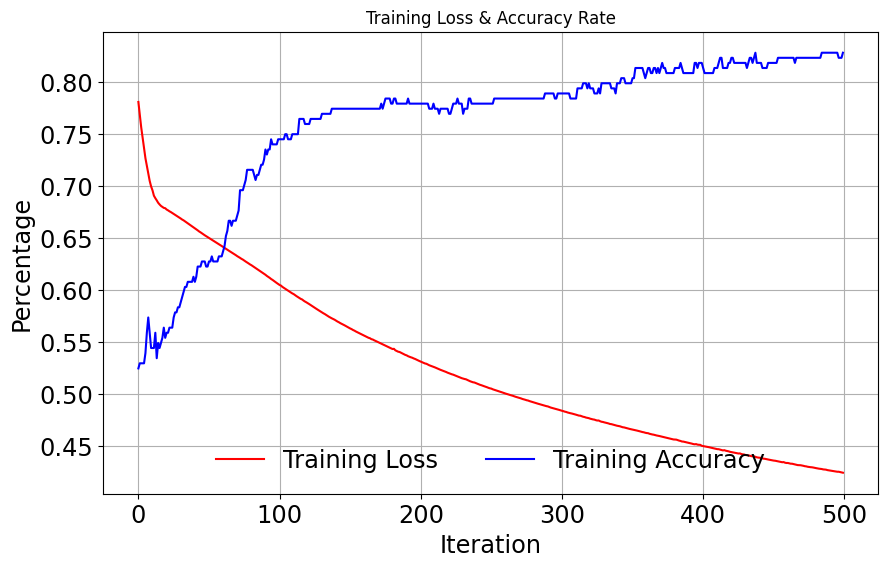 Training Loss & Accuracy Rate
0.80
0.75
0.70
0.65
0.60
0.55
0.50
0.45
Percentage
Training Loss Training Accuracy
0 100 200 300 400 500
Iteration